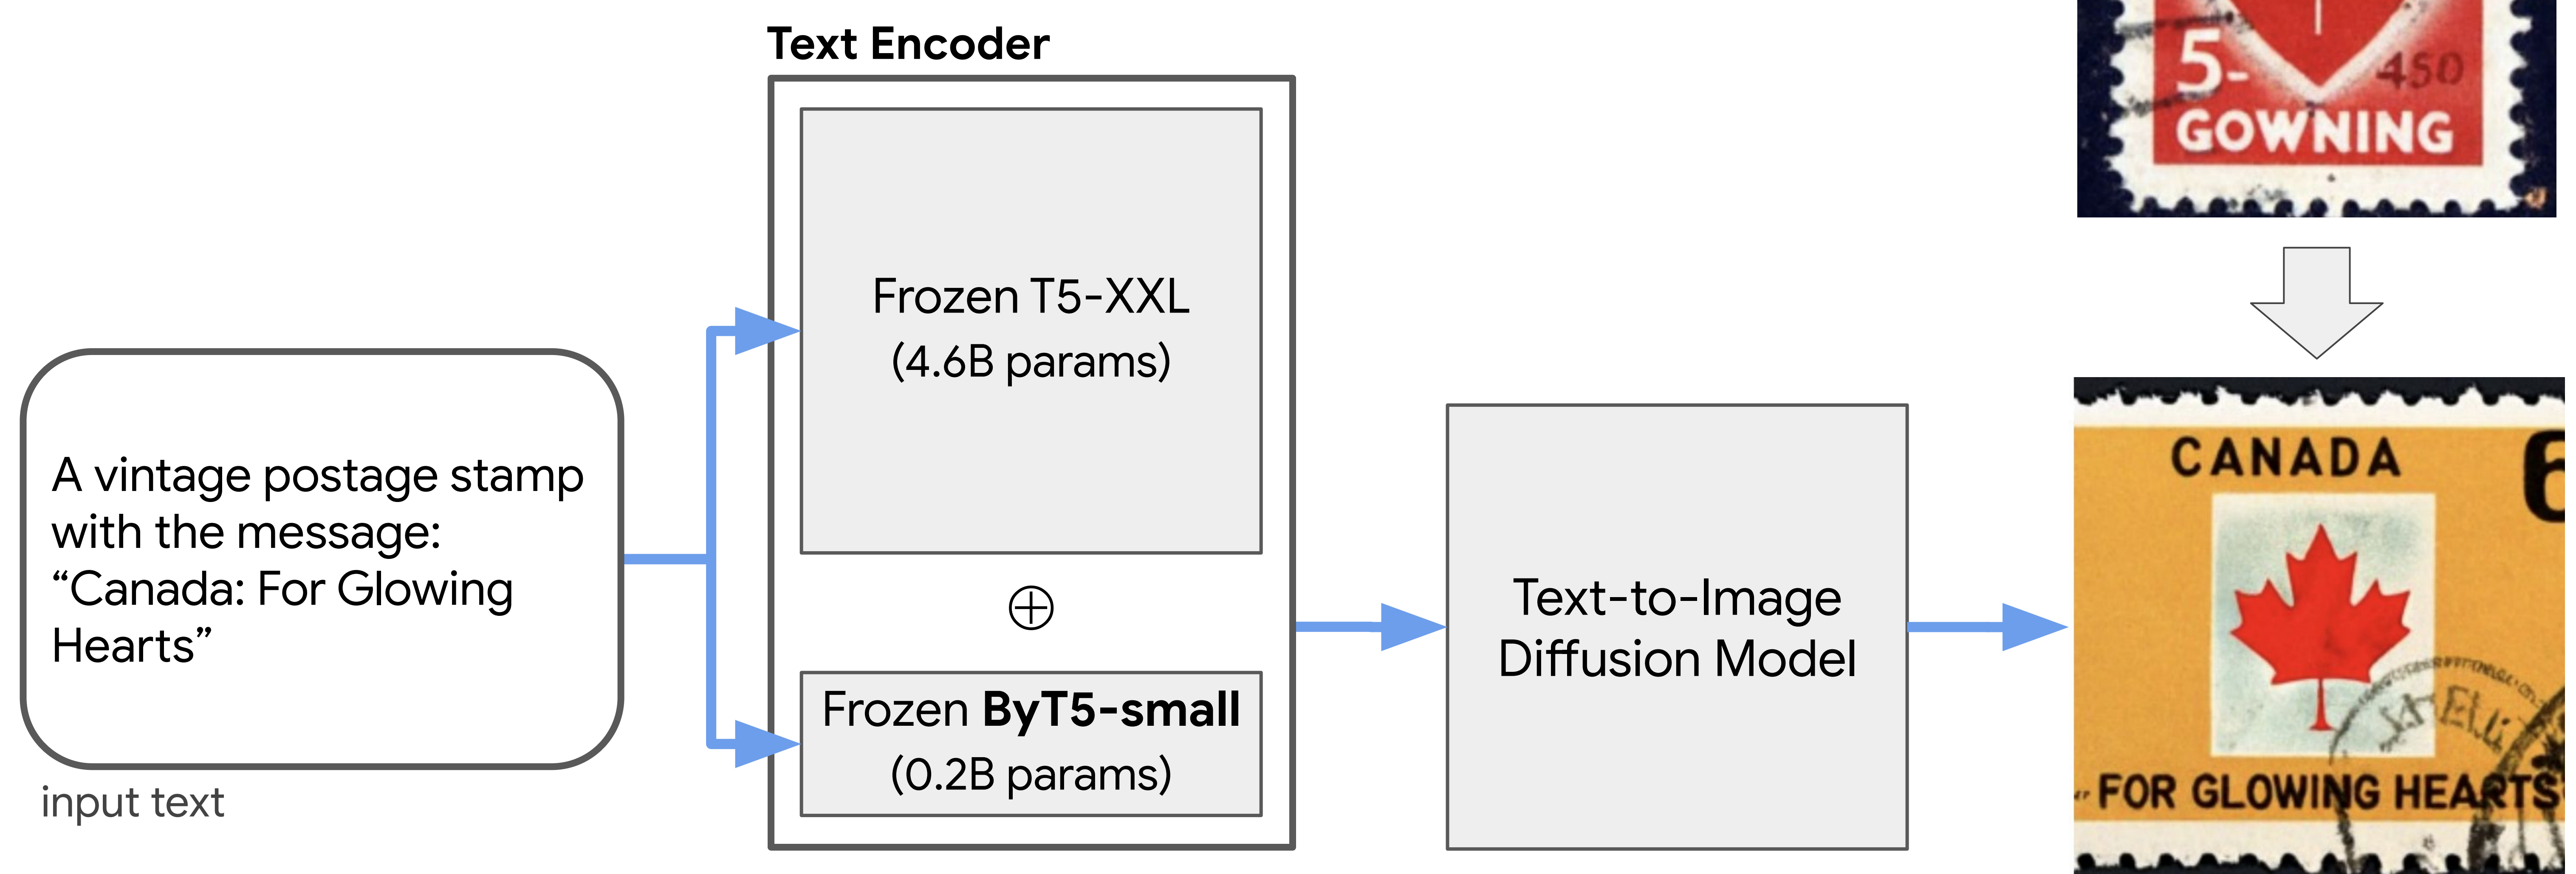 Text Encoder
Frozen T5-XXL
(4.6B params)
⊕
Frozen ByT5-small
(0.2B params)
A vintage postage stamp
with the message:
“Canada: For Glowing
Hearts”
input text
Text-to-Image
Diffusion Model
5-
450
GOWNING
CANADA
6
FOR GLOWING HEARTS